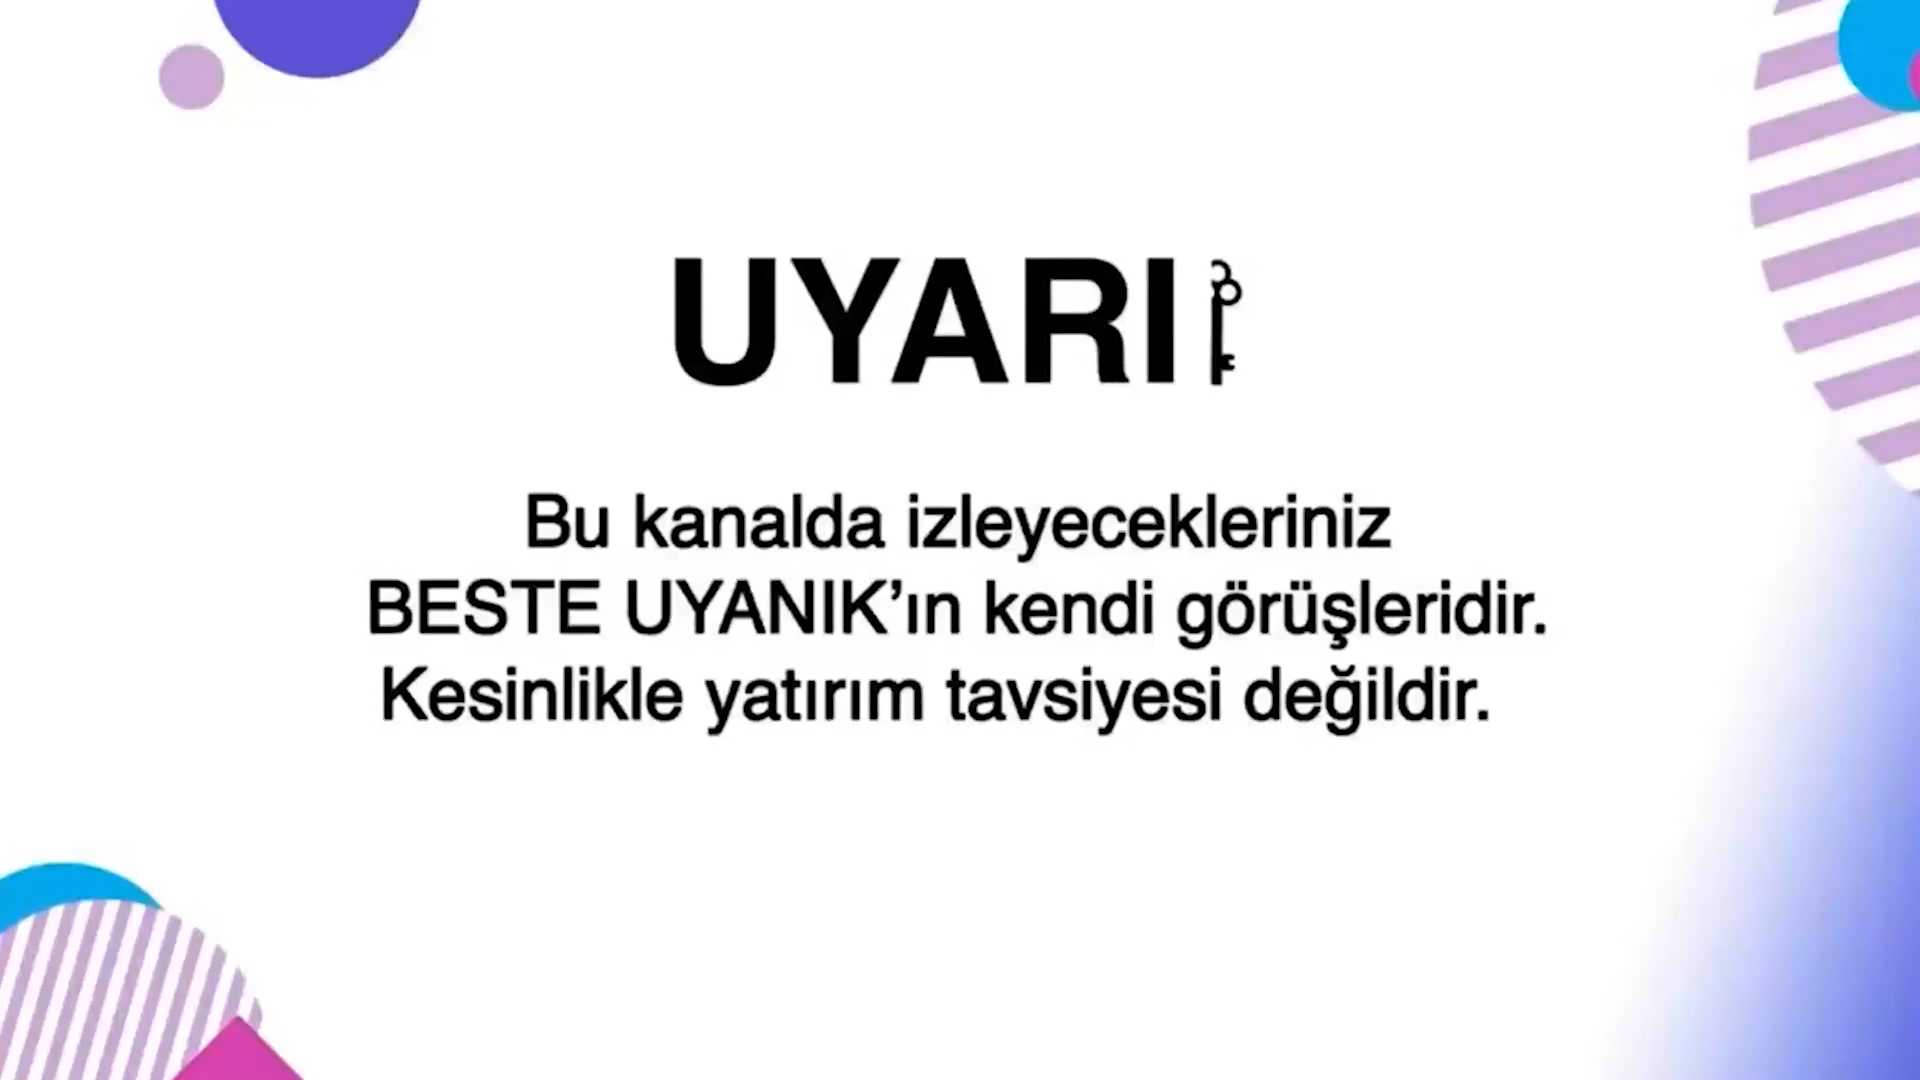 UYARI
Bu kanalda izleyecekleriniz
BESTE UYANIK’ın kendi görüşleridir.
Kesinlikle yatırım tavsiyesi değildir.